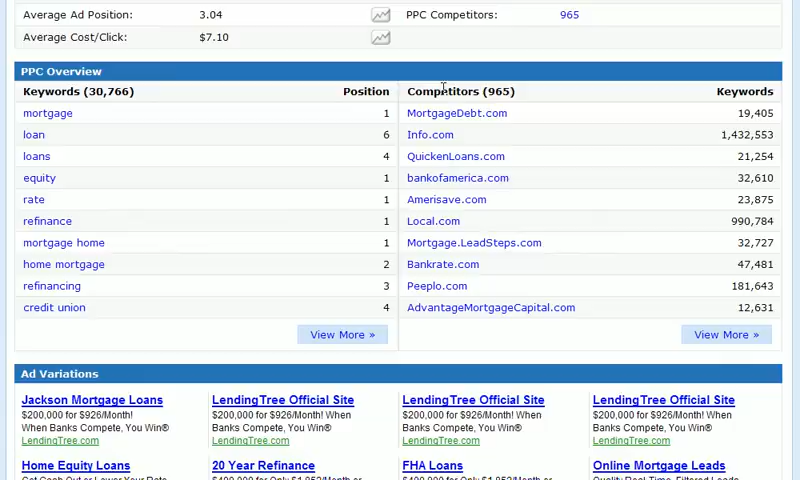 Average Ad Position: 3.04 PPC Competitors: 965
Average Cost/Click: $7.10
PPC Overview
Keywords (30,766) Position Competitors (965) Keywords
mortgage 1 MortgageDebt.com 19,405
loan 6 Info.com 1,432,553
loans 4 QuickenLoans.com 21,254
equity 1 bankofamerica.com 32,610
rate 1 Amerisave.com 23,875
refinance 1 Local.com 990,784
mortgage home 1 Mortgage.LeadSteps.com 32,727
home mortgage 2 Bankrate.com 47,481
refinancing 3 Peeplo.com 181,643
credit union 4 AdvantageMortgageCapital.com 12,631
View More » View More »
Ad Variations
Jackson Mortgage Loans LendingTree Official Site LendingTree Official Site LendingTree Official Site
$200,000 for $926/Month! $200,000 for $926/Month! When $200,000 for $926/Month! When $200,000 for $926/Month! When
When Banks Compete, You Win® Banks Compete, You Win® Banks Compete, You Win® Banks Compete, You Win®
LendingTree.com LendingTree.com LendingTree.com LendingTree.com
Home Equity Loans 20 Year Refinance FHA Loans Online Mortgage Leads